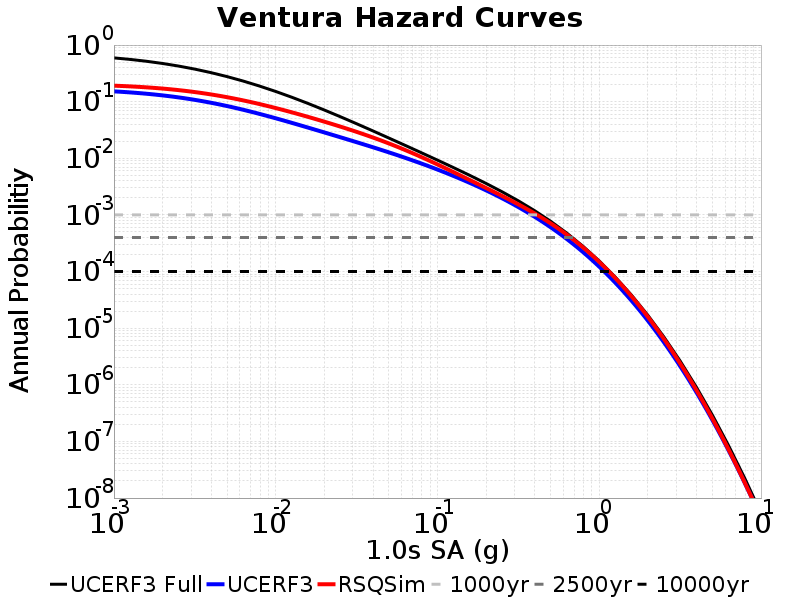 Ventura Hazard Curves
10^0
10^-1
10^-2
10^-3
10^-4
10^-5
10^-6
10^-7
10^-8
Annual Probabilitiy
10^-3 10^-2 10^-1 10^0 10^1
1.0s SA (g)
UCERF3 Full UCERF3 RSQSim 1000yr 2500yr 10000yr